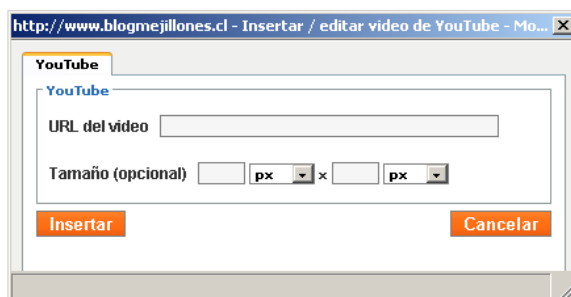 http://www.blogmejillones.cl - Insertar / editar video de YouTube - Mo...
YouTube
YouTube
URL del video
Tamaño (opcional) px x px
Insertar Cancelar